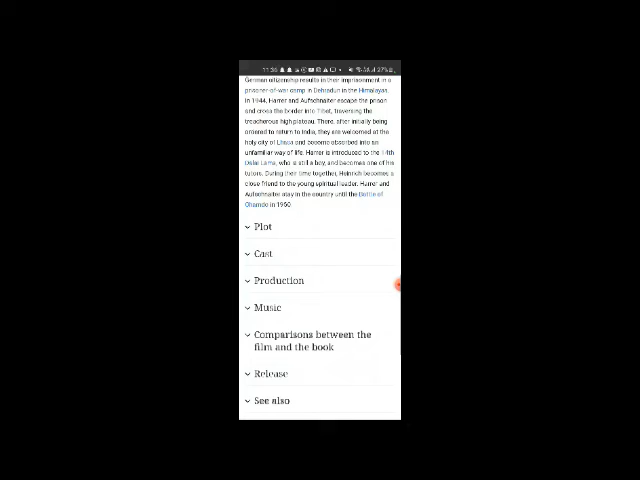 11:36
27%
German citizenship results in their imprisonment in a
prisoner-of-war camp in Dehradun in the Himalayas.
In 1944, Harrer and Aufschnaiter escape the prison
and cross the border into Tibet, traversing the
treacherous high plateau. There, after initially being
ordered to return to India, they are welcomed at the
holy city of Lhasa and become absorbed into an
unfamiliar way of life. Harrer is introduced to the 14th
Dalai Lama, who is still a boy, and becomes one of his
tutors. During their time together, Heinrich becomes a
close friend to the young spiritual leader. Harrer and
Aufschnaiter stay in the country until the Battle of
Chamdo in 1950.
Plot
Cast
Production
Music
Comparisons between the
film and the book
Release
See also